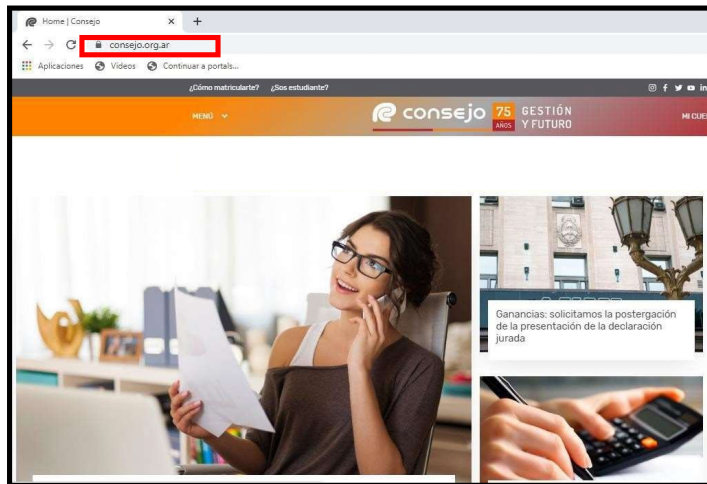 Home | Consejo
consejo.org.ar
Aplicaciones Videos Continuar a portals...
¿Cómo matricularte? ¿Sos estudiante?
MENÚ
consejo 75 AÑOS GESTIÓN Y FUTURO
MI CUE
Ganancias: solicitamos la postergación
de la presentación de la declaración
jurada